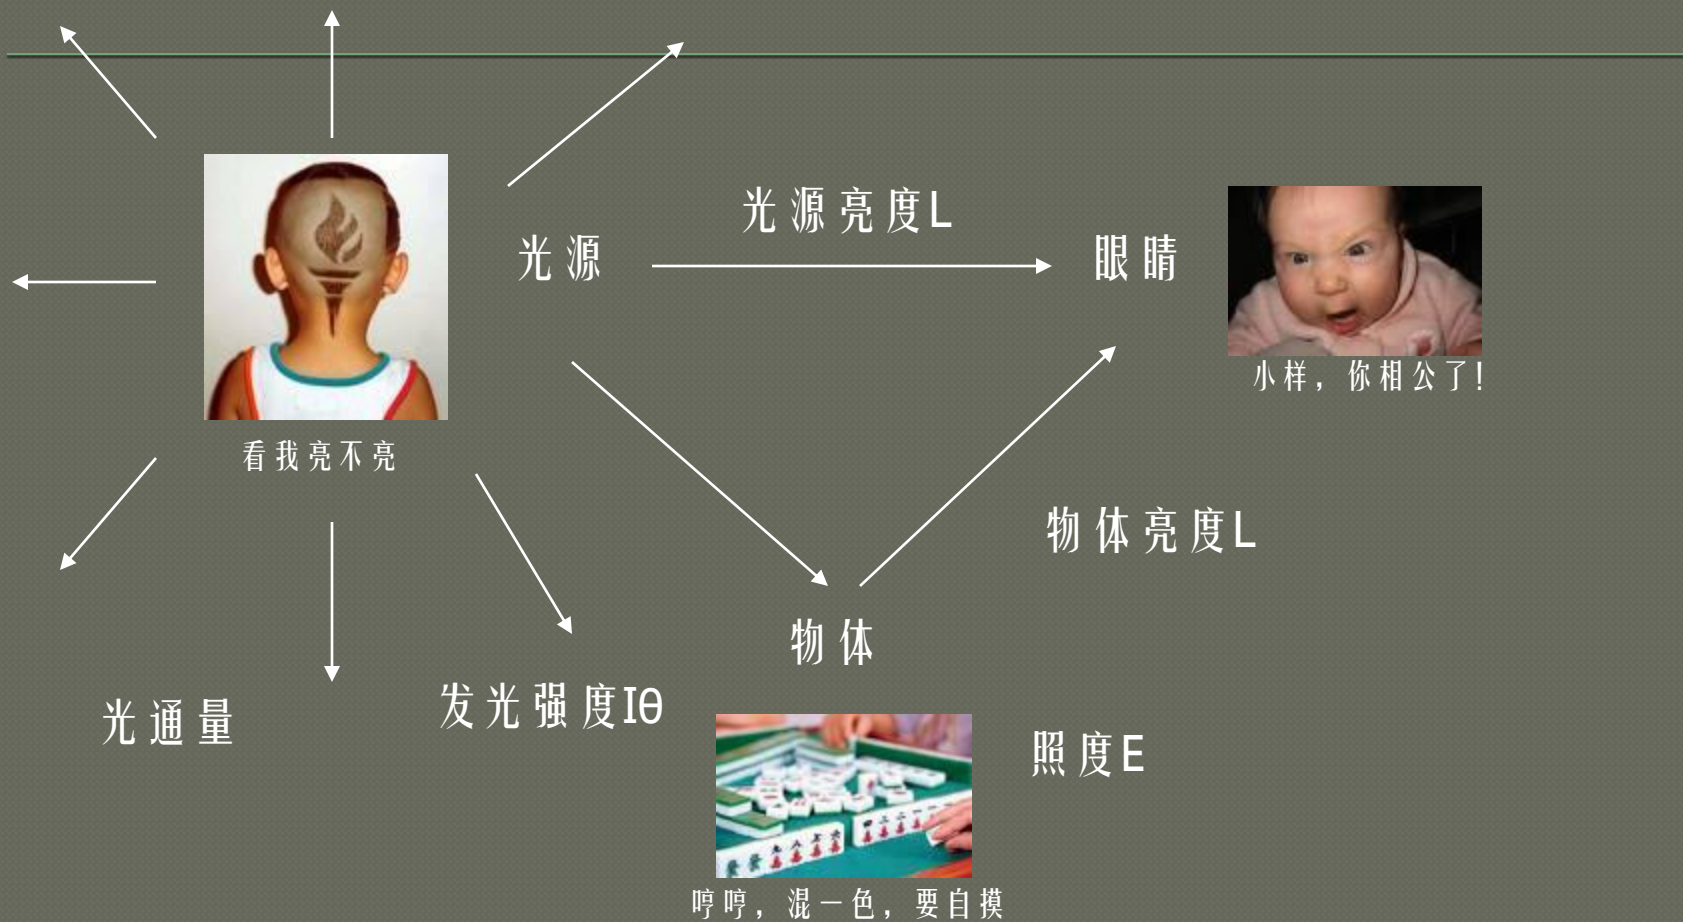 光源亮度L
光源
眼睛
小样，你相公了!
看我亮不亮
物体亮度L
物体
发光强度Iθ
光通量
照度E
哼哼，混一色，要自摸